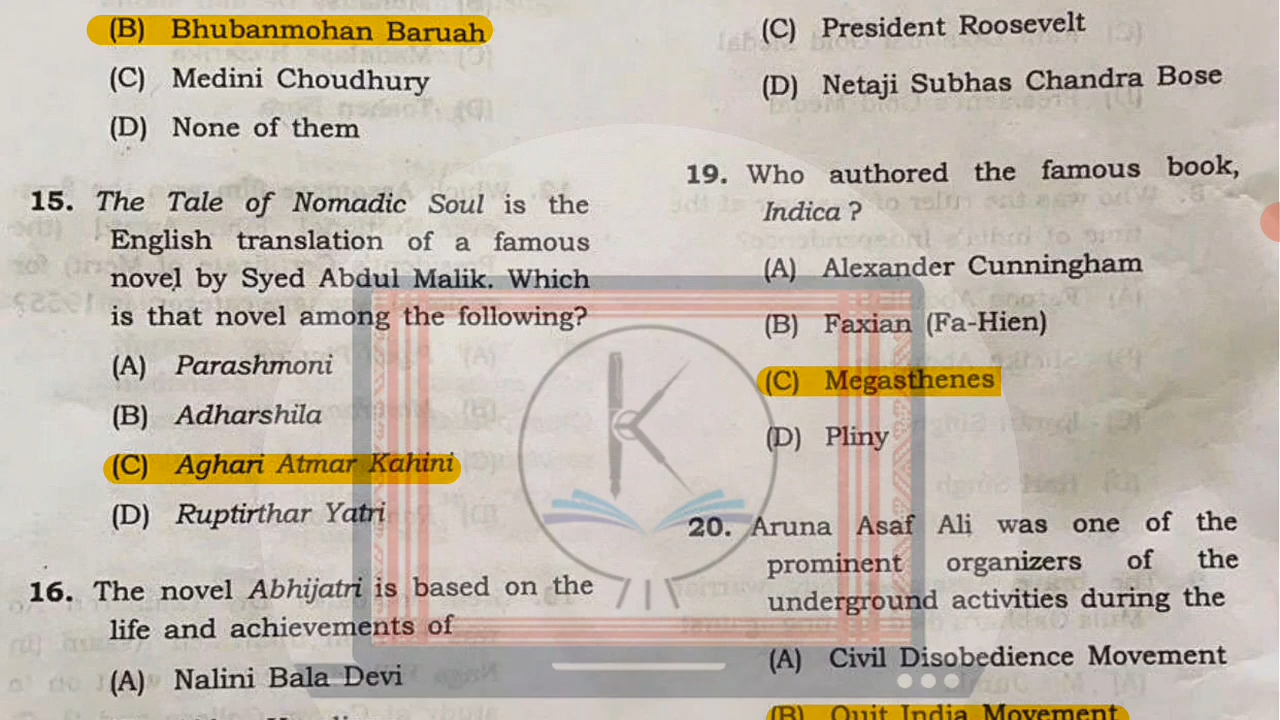 (B) Bhubanmohan Baruah
(C) Medini Choudhury
(D) None of them
15. The Tale of Nomadic Soul is the
English translation of a famous
novel by Syed Abdul Malik. Which
is that novel among the following?
(A) Parashmoni
(B) Adharshila
(C) Aghari Atmar Kahini
(D) Ruptirthar Yatri
16. The novel Abhijatri is based on the
life and achievements of
(A) Nalini Bala Devi
(C) President Roosevelt
(D) Netaji Subhas Chandra Bose
19. Who authored the famous book,
Indica ?
(A) Alexander Cunningham
(B) Faxian (Fa-Hien)
(C) Megasthenes
(D) Pliny
20. Aruna Asaf Ali was one of the
prominent organizers of the
underground activities during the
(A) Civil Disobedience Movement
(B) Quit India Movement